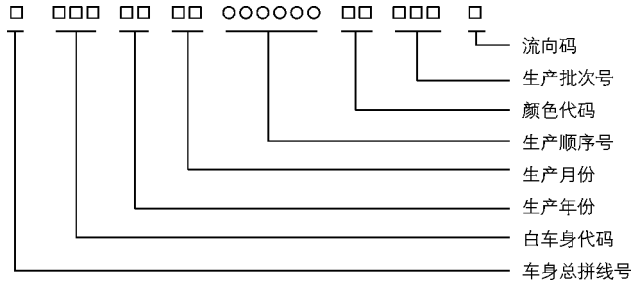 □ □□□ □□ □□ ○○○○○○ □□ □□□ □
流向码
生产批次号
颜色代码
生产顺序号
生产月份
生产年份
白车身代码
车身总拼线号